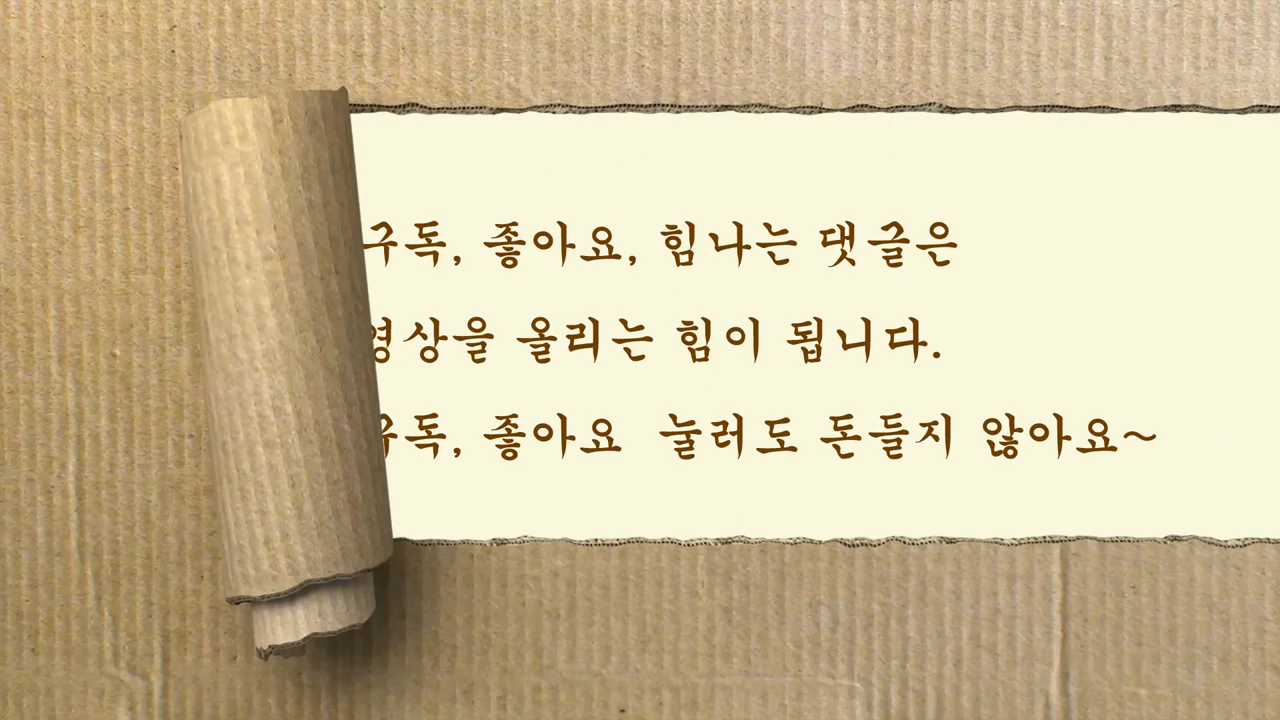 구독, 좋아요, 힘나는 댓글은
영상을 올리는 힘이 됩니다.
구독, 좋아요 눌러도 돈들지 않아요~